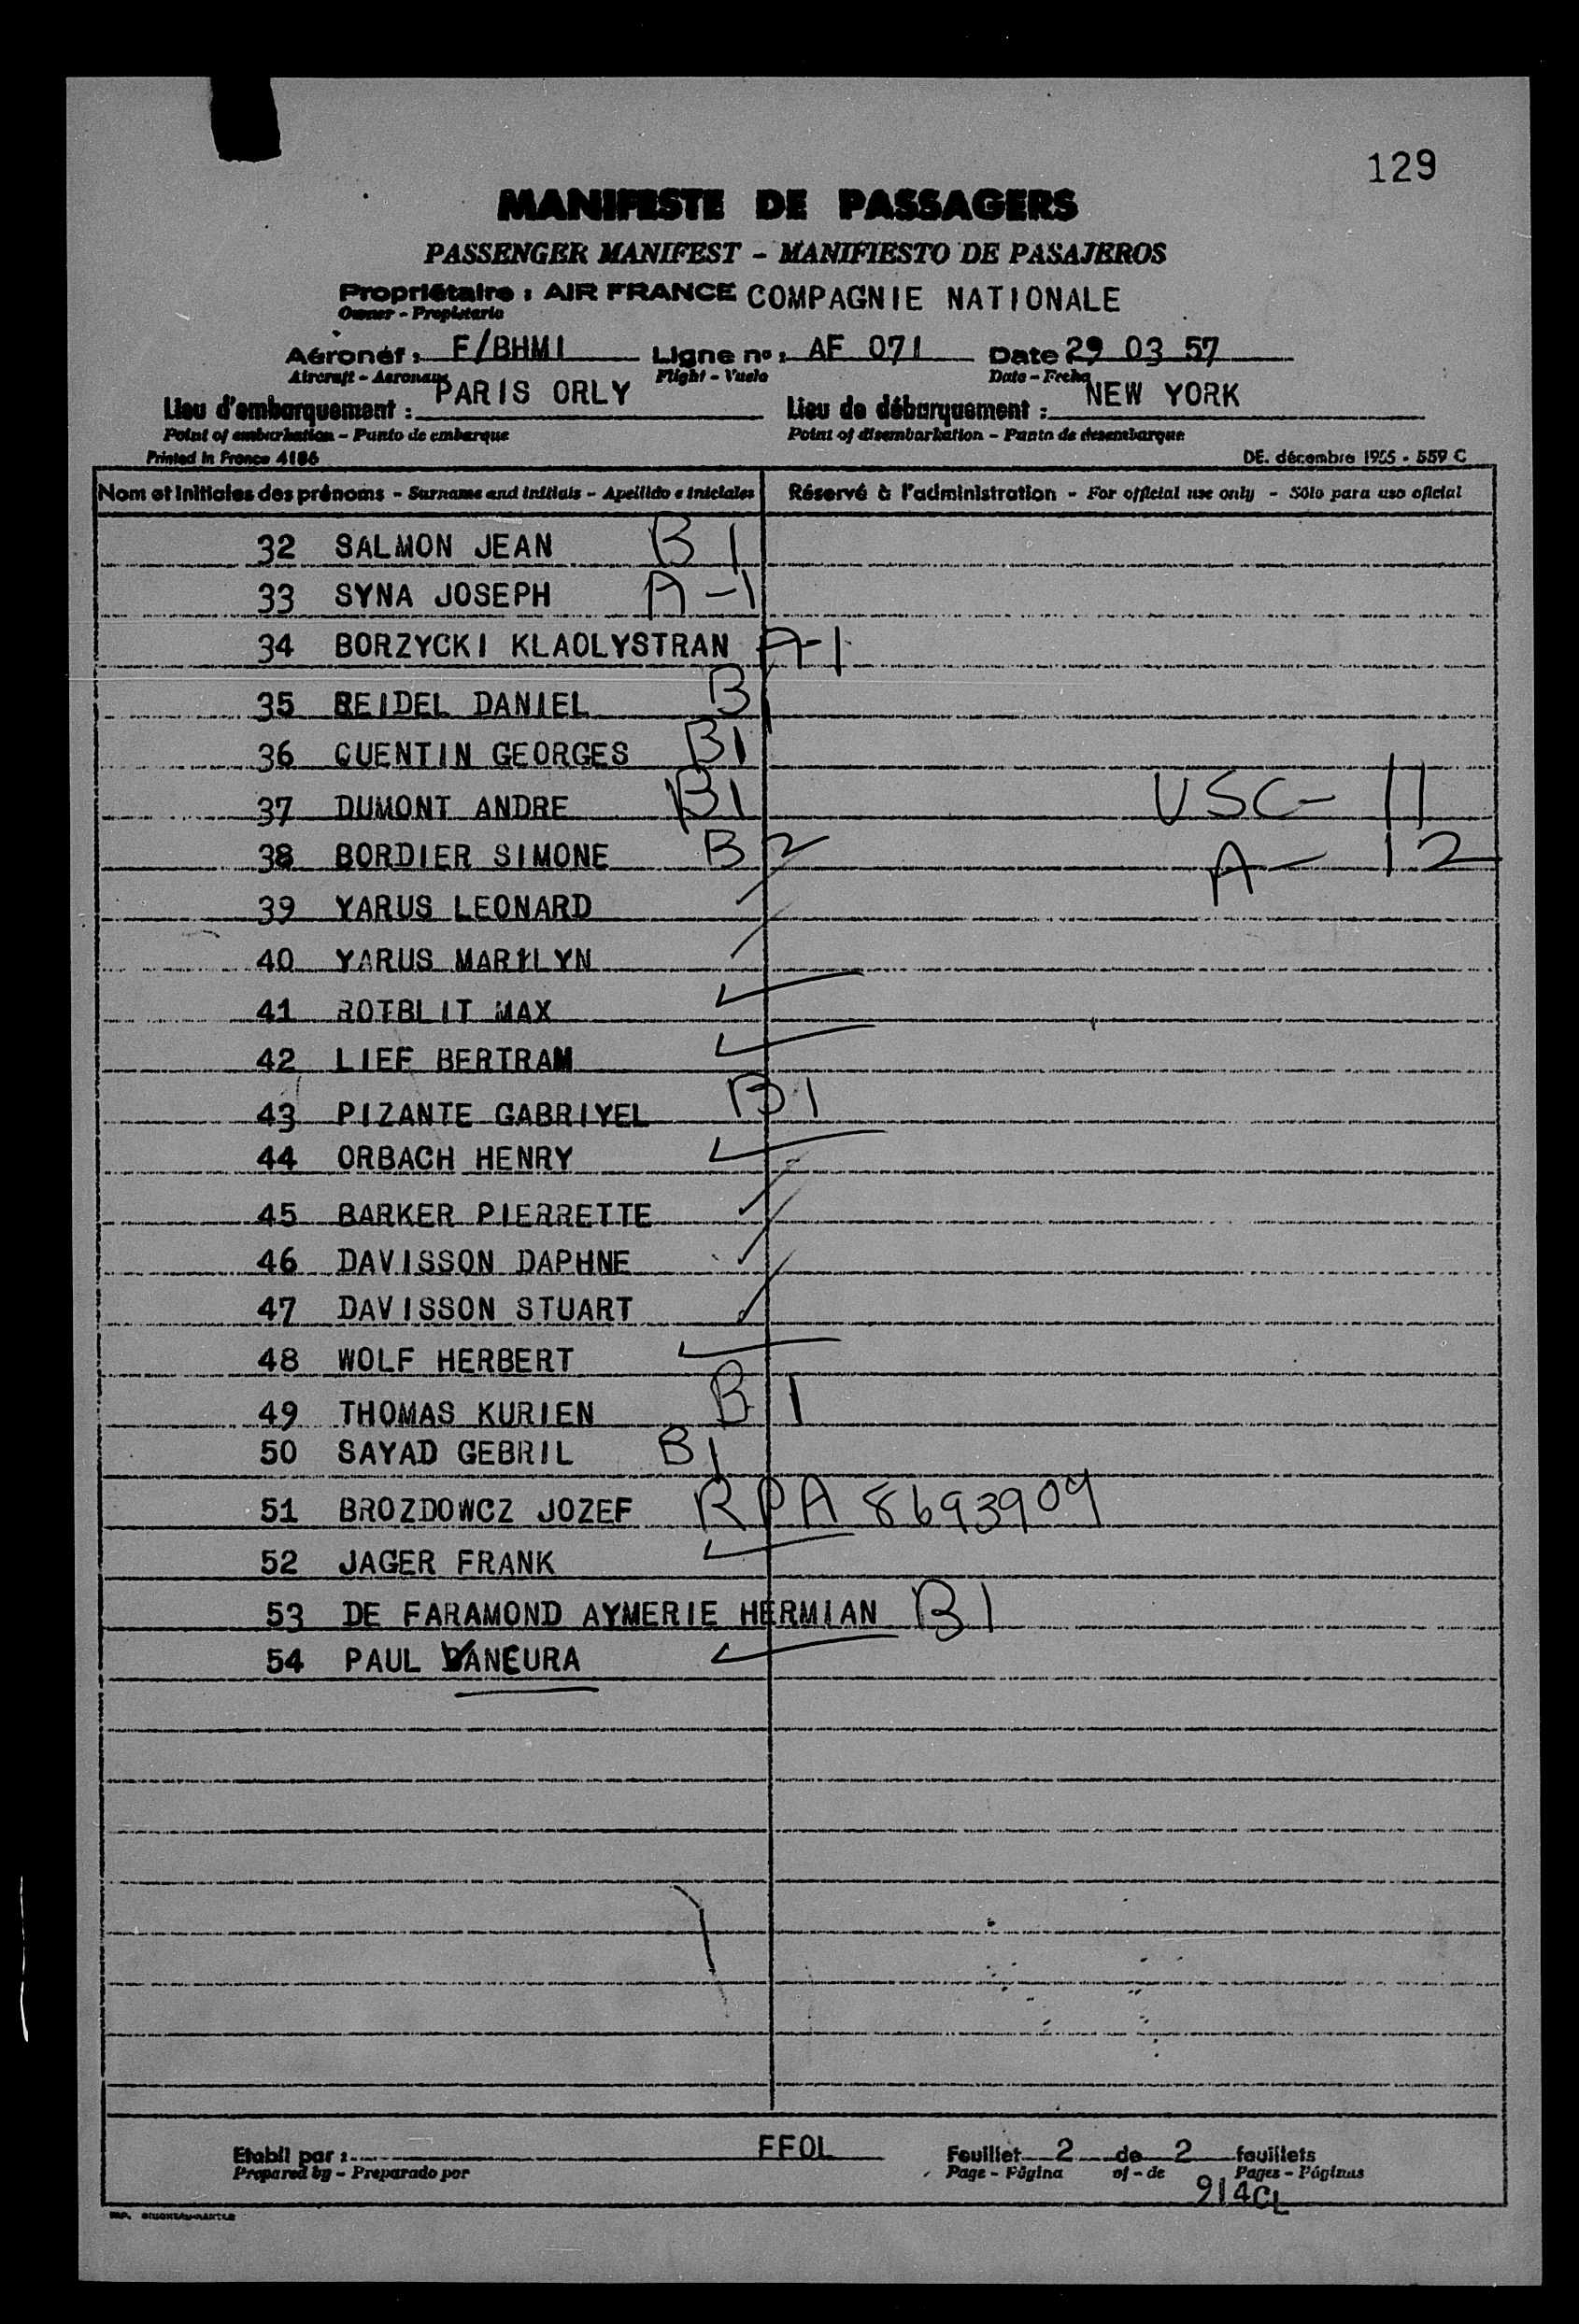 129
MANIFESTE DE PASSAGERS
PASSENGER MANIFEST - MANIFIESTO DE PASAJEROS
Propriétaire : AIR FRANCE COMPAGNIE NATIONALE
Owner - Propietario
Aéronef : F/BHMI Ligne nº : AF 071 Date 29 03 57
Aircraft - Aeronave Flight - Vuelo Date - Fecha
Lieu d'embarquement : PARIS ORLY Lieu de débarquement : NEW YORK
Point of embarkation - Punto de embarque Point of disembarkation - Punto de desembarque
Printed in France 4186 DE. décembre 1955 - 559 C
Nom et initiales des prénoms - Surname and initials - Apellido e iniciales Réservé à l'administration - For official use only - Sólo para uso oficial
32 SALMON JEAN B 1
33 SYNA JOSEPH A-1
34 BORZYCKI KLAOLYSTRAN A-1
35 REIDEL DANIEL B1
36 QUENTIN GEORGES B1
37 DUMONT ANDRE B1 USC- 11
38 BORDIER SIMONE B2 A- 12
39 YARUS LEONARD
40 YARUS MARILYN
41 ROTBLIT MAX
42 LIEF BERTRAM
43 PIZANTE GABRIYEL B1
44 ORBACH HENRY
45 BARKER PIERRETTE
46 DAVISSON DAPHNE
47 DAVISSON STUART
48 WOLF HERBERT
49 THOMAS KURIEN B1
50 SAYAD GEBRIL B1
51 BROZDOWCZ JOZEF RPA 8693909
52 JAGER FRANK
53 DE FARAMOND AYMERIE HERMIAN B1
54 PAUL VANEURA
Etabli par : FFOL Feuillet 2 de 2 feuillets
Prepared by - Preparado por Page - Página of - de Pages - Páginas
914CL